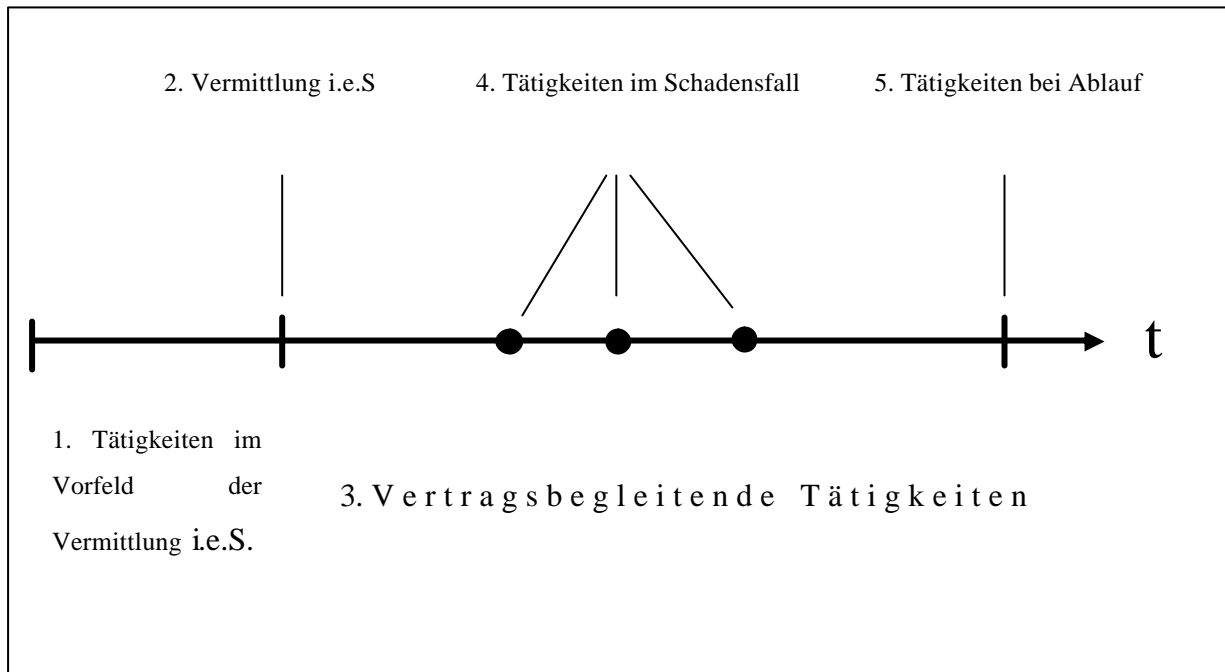 2. Vermittlung i.e.S
4. Tätigkeiten im Schadensfall
5. Tätigkeiten bei Ablauf
t
1. Tätigkeiten im
Vorfeld der
Vermittlung i.e.S.
3. Vertragsbegleitende Tätigkeiten